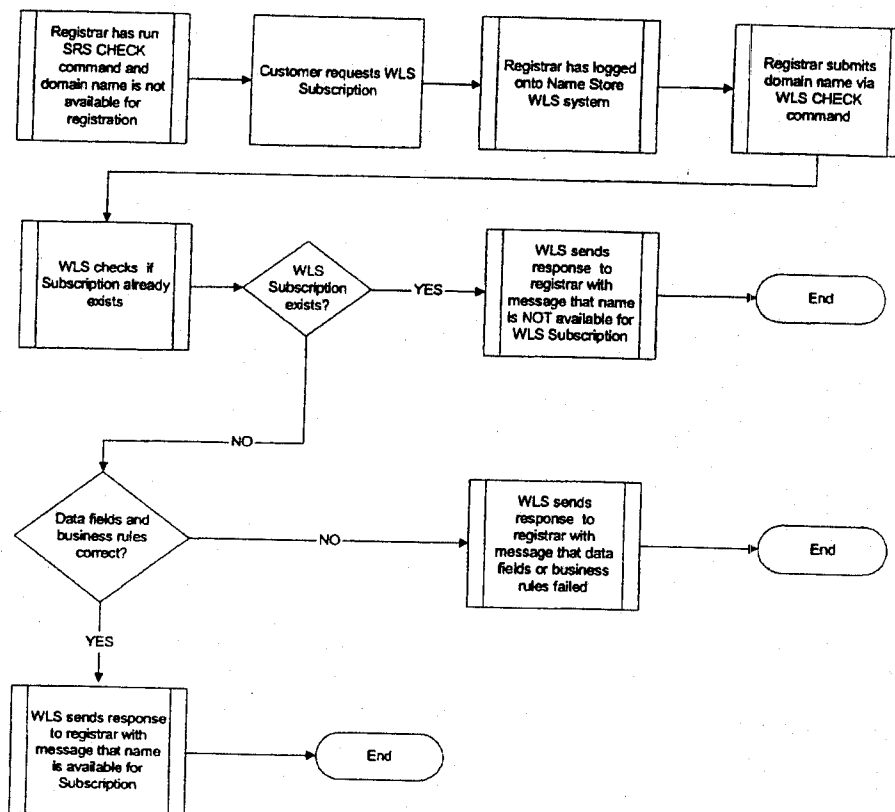 Registrar has run
SRS CHECK
command and
domain name is not
available for
registration
Customer requests WLS
Subscription
Registrar has logged
onto Name Store
WLS system
Registrar submits
domain name via
WLS CHECK
command
WLS checks if
Subscription already
exists
WLS
Subscription
exists?
YES
WLS sends
response to
registrar with
message that name
is NOT available for
WLS Subscription
End
NO
Data fields and
business rules
correct?
NO
WLS sends
response to
registrar with
message that data
fields or business
rules failed
End
YES
WLS sends response
to registrar with
message that name
is available for
Subscription
End